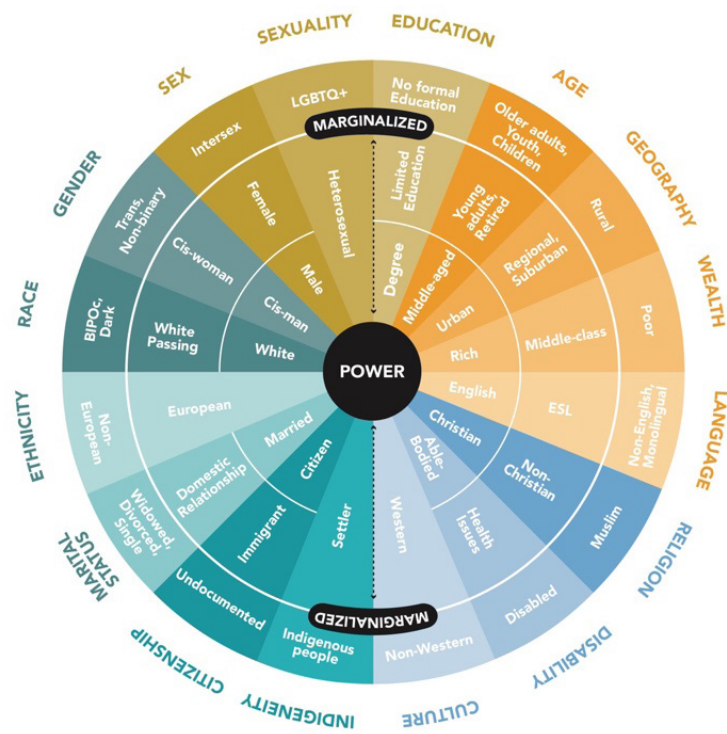 SEXUALITY
EDUCATION
AGE
GEOGRAPHY
WEALTH
LANGUAGE
RELIGION
DISABILITY
CULTURE
INDIGENEITY
CITIZENSHIP
MARITAL
STATUS
ETHNICITY
RACE
GENDER
SEX
LGBTQ+
No formal
Education
Older adults,
Youth,
Children
Rural
Poor
Non-English,
Monolingual
Muslim
Disabled
Non-Western
Indigenous
people
Undocumented
Widowed,
Divorced,
Single
Non-
European
BIPOc,
Dark
Trans,
Non-binary
Intersex
MARGINALIZED
Heterosexual
Limited
Education
Young
adults,
Retired
Regional,
Suburban
Middle-class
ESL
Non-
Christian
Health
Issues
Western
Settler
Immigrant
Domestic
Relationship
European
White
Passing
Cis-woman
Female
Degree
Middle-aged
Urban
Rich
English
Christian
Able-
Bodied
Citizen
Married
White
Cis-man
Male
POWER
MARGINALIZED